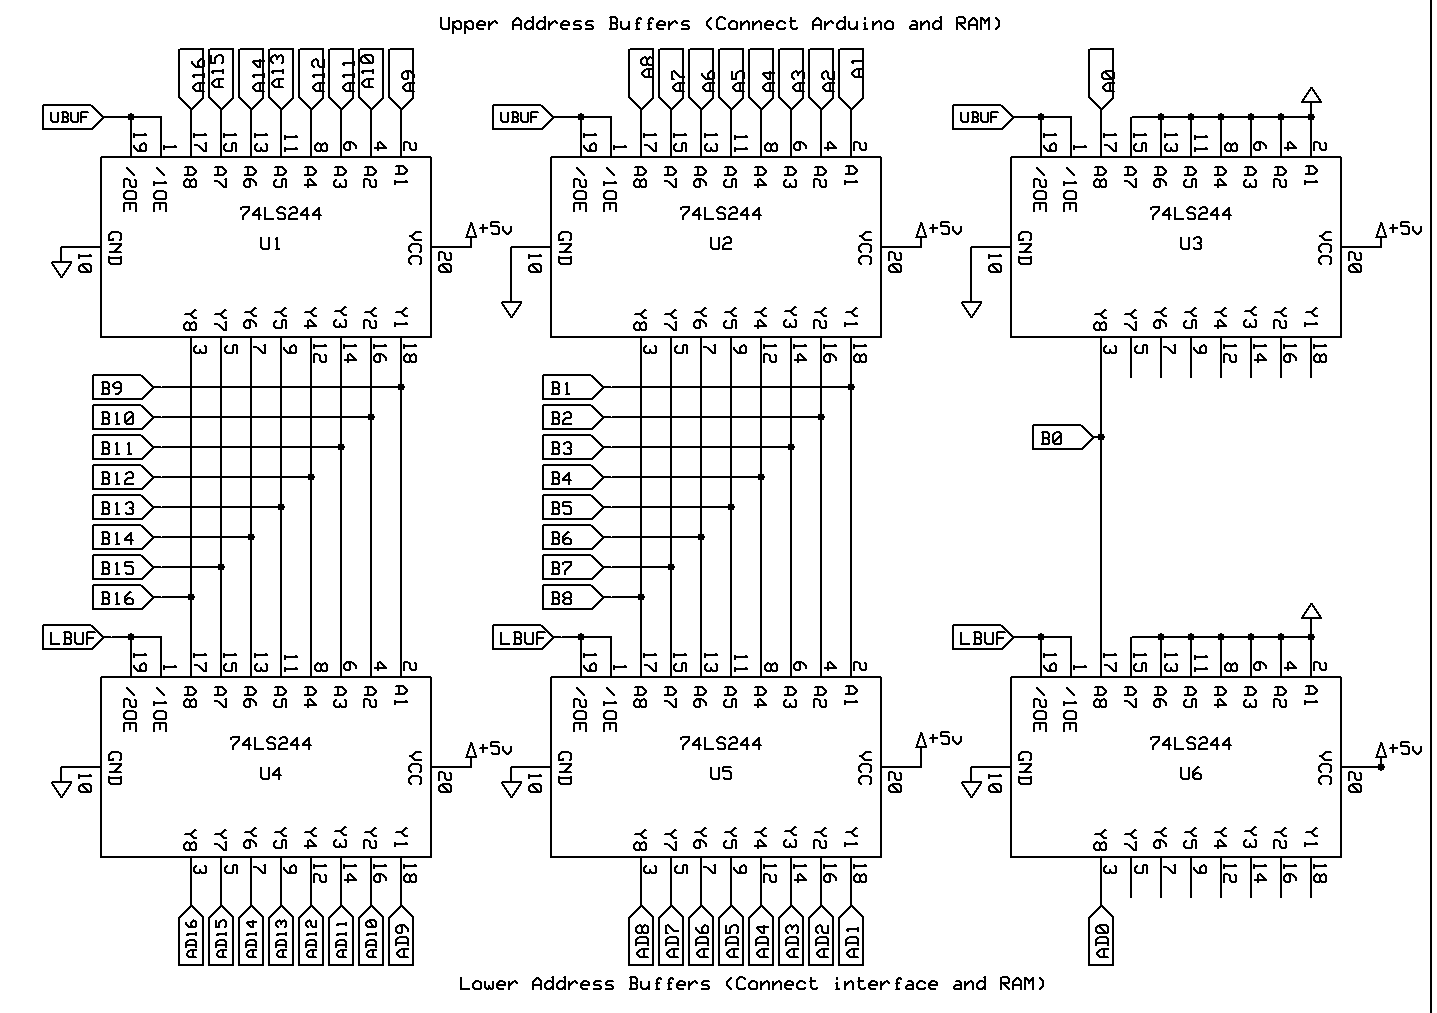 Upper Address Buffers (Connect Arduino and RAM)
A16 A15 A14 A13 A12 A11 A10 A9 A8 A7 A6 A5 A4 A3 A2 A1 A0
UBUF UBUF UBUF
19 1 17 15 13 11 8 6 4 2 19 1 17 15 13 11 8 6 4 2 19 1 17 15 13 11 8 6 4 2
/2OE /1OE A8 A7 A6 A5 A4 A3 A2 A1 /2OE /1OE A8 A7 A6 A5 A4 A3 A2 A1 /2OE /1OE A8 A7 A6 A5 A4 A3 A2 A1
74LS244 74LS244 74LS244
U1 +5v U2 +5v U3 +5v
GND VCC GND VCC GND VCC
10 20 10 20 10 20
Y8 Y7 Y6 Y5 Y4 Y3 Y2 Y1 Y8 Y7 Y6 Y5 Y4 Y3 Y2 Y1 Y8 Y7 Y6 Y5 Y4 Y3 Y2 Y1
3 5 7 9 12 14 16 18 3 5 7 9 12 14 16 18 3 5 7 9 12 14 16 18
B9 B1
B10 B2
B11 B3 B0
B12 B4
B13 B5
B14 B6
B15 B7
B16 B8
LBUF LBUF LBUF
19 1 17 15 13 11 8 6 4 2 19 1 17 15 13 11 8 6 4 2 19 1 17 15 13 11 8 6 4 2
/2OE /1OE A8 A7 A6 A5 A4 A3 A2 A1 /2OE /1OE A8 A7 A6 A5 A4 A3 A2 A1 /2OE /1OE A8 A7 A6 A5 A4 A3 A2 A1
74LS244 +5v 74LS244 +5v 74LS244 +5v
U4 U5 U6
GND VCC GND VCC GND VCC
10 20 10 20 10 20
Y8 Y7 Y6 Y5 Y4 Y3 Y2 Y1 Y8 Y7 Y6 Y5 Y4 Y3 Y2 Y1 Y8 Y7 Y6 Y5 Y4 Y3 Y2 Y1
3 5 7 9 12 14 16 18 3 5 7 9 12 14 16 18 3 5 7 9 12 14 16 18
AD16 AD15 AD14 AD13 AD12 AD11 AD10 AD9 AD8 AD7 AD6 AD5 AD4 AD3 AD2 AD1 AD0
Lower Address Buffers (Connect interface and RAM)